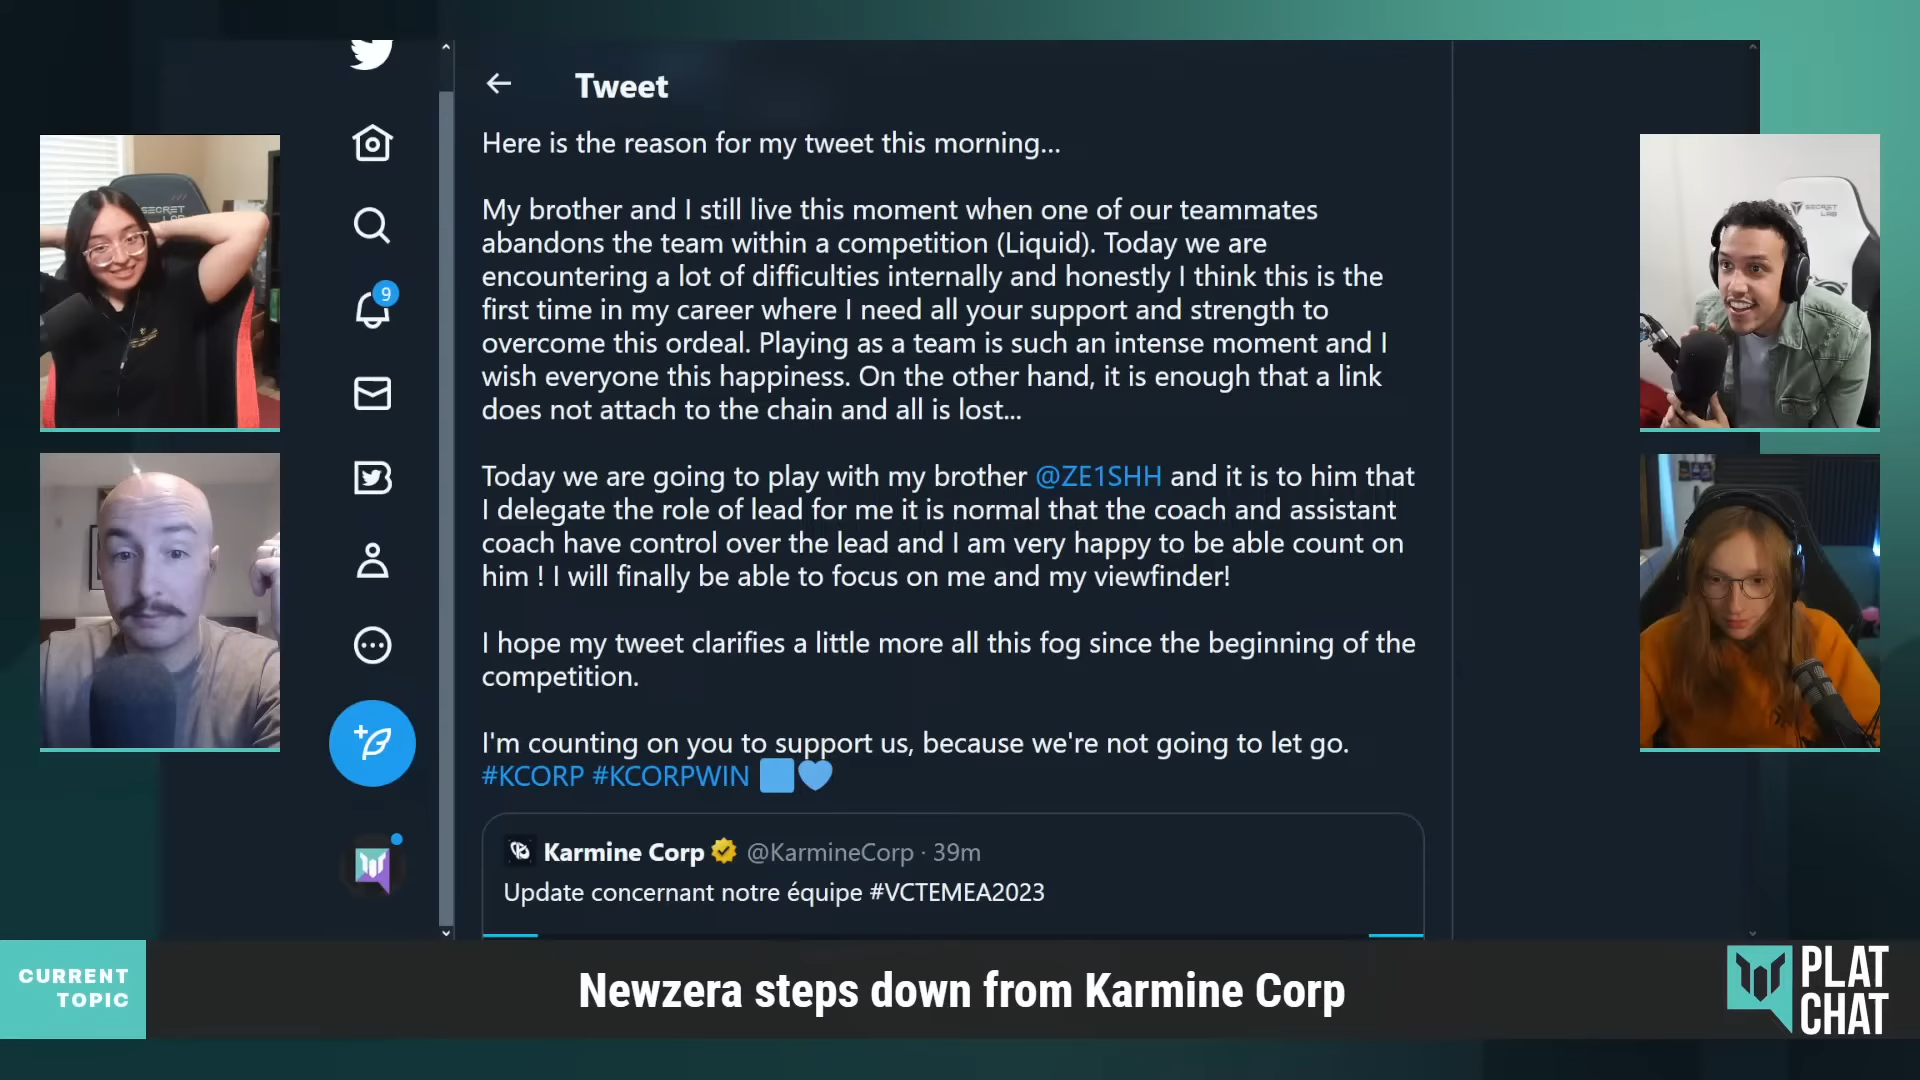 Tweet
Here is the reason for my tweet this morning...
My brother and I still live this moment when one of our teammates
abandons the team within a competition (Liquid). Today we are
encountering a lot of difficulties internally and honestly I think this is the
first time in my career where I need all your support and strength to
overcome this ordeal. Playing as a team is such an intense moment and I
wish everyone this happiness. On the other hand, it is enough that a link
does not attach to the chain and all is lost...
Today we are going to play with my brother @ZE1SHH and it is to him that
I delegate the role of lead for me it is normal that the coach and assistant
coach have control over the lead and I am very happy to be able count on
him ! I will finally be able to focus on me and my viewfinder!
I hope my tweet clarifies a little more all this fog since the beginning of the
competition.
I'm counting on you to support us, because we're not going to let go.
#KCORP #KCORPWIN
Karmine Corp @KarmineCorp · 39m
Update concernant notre équipe #VCTEMEA2023
9
SECRET
LAB
SECRET
LAB
CURRENT
TOPIC
Newzera steps down from Karmine Corp
PLAT
CHAT